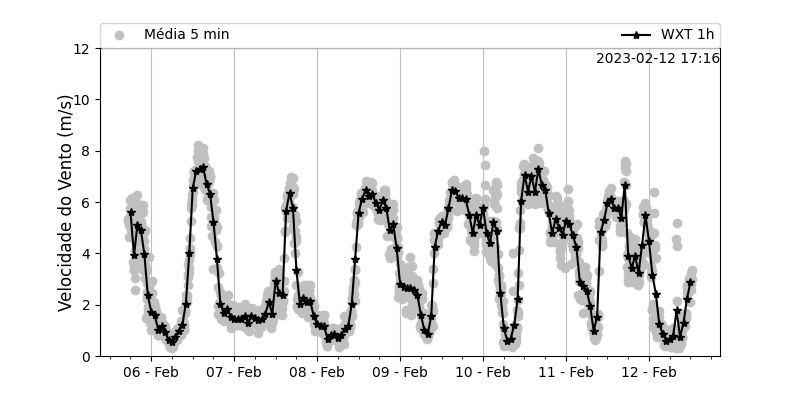 Média 5 min
WXT 1h
2023-02-12 17:16
Velocidade do Vento (m/s)
12
10
8
6
4
2
0
06 - Feb
07 - Feb
08 - Feb
09 - Feb
10 - Feb
11 - Feb
12 - Feb